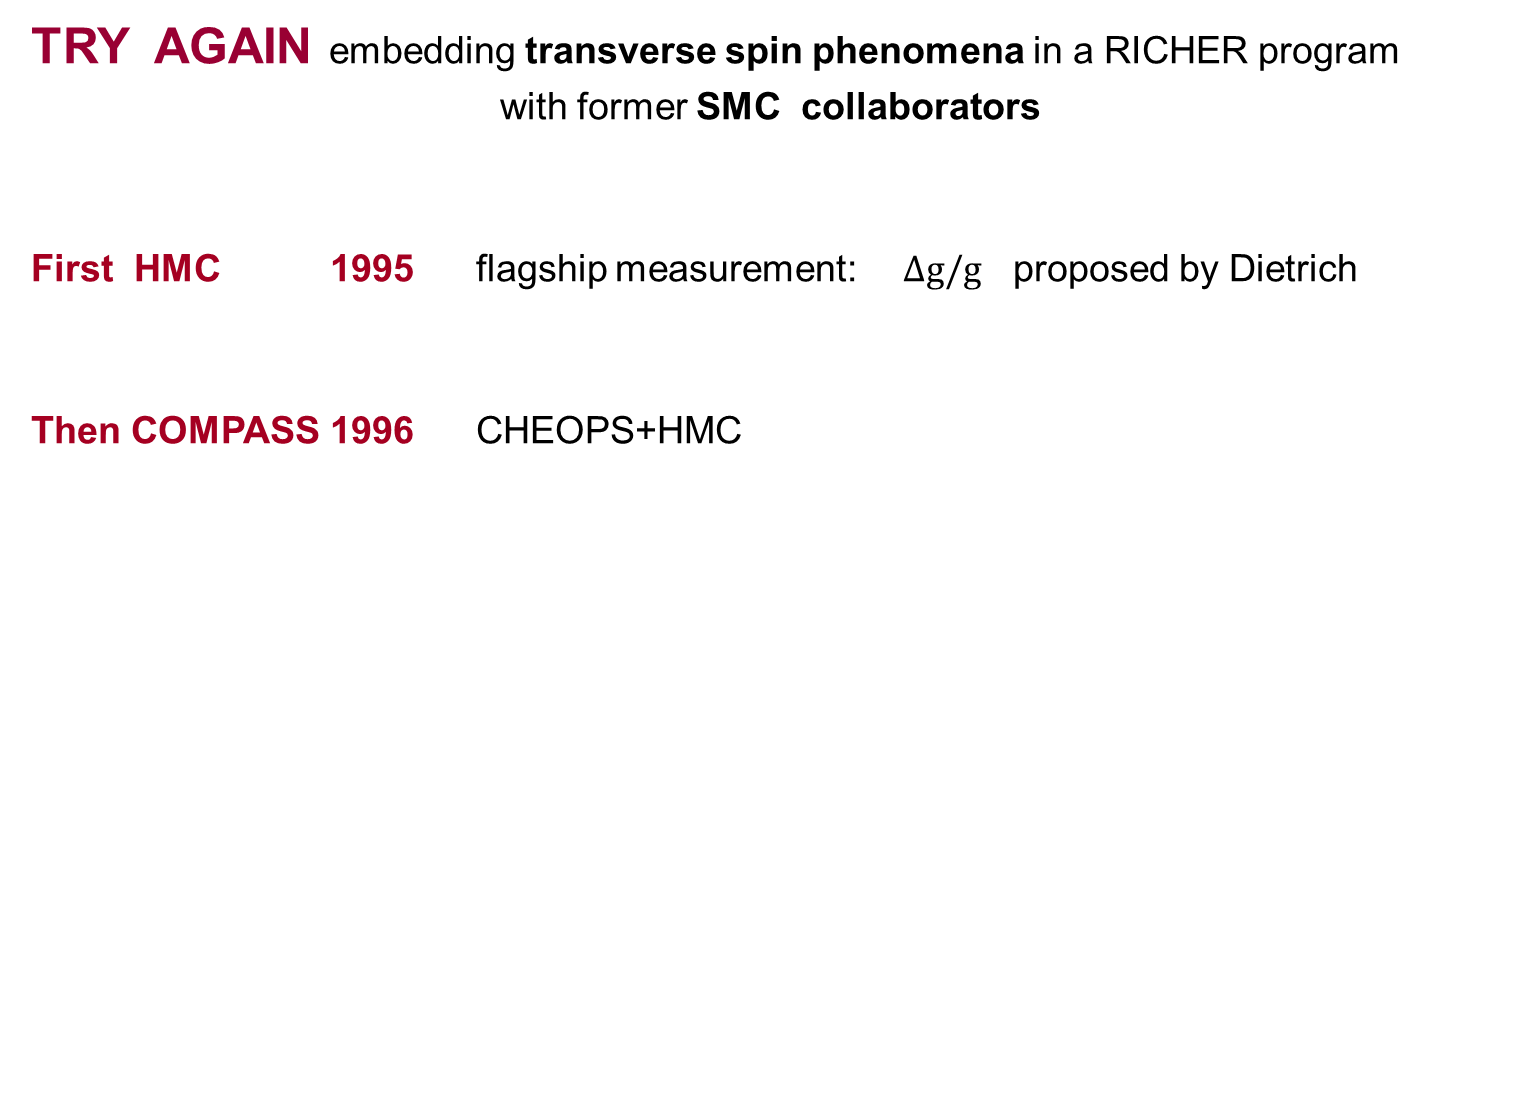 TRY AGAIN embedding transverse spin phenomena in a RICHER program
with former SMC collaborators
First HMC 1995 flagship measurement: Δg/g proposed by Dietrich
Then COMPASS 1996 CHEOPS+HMC